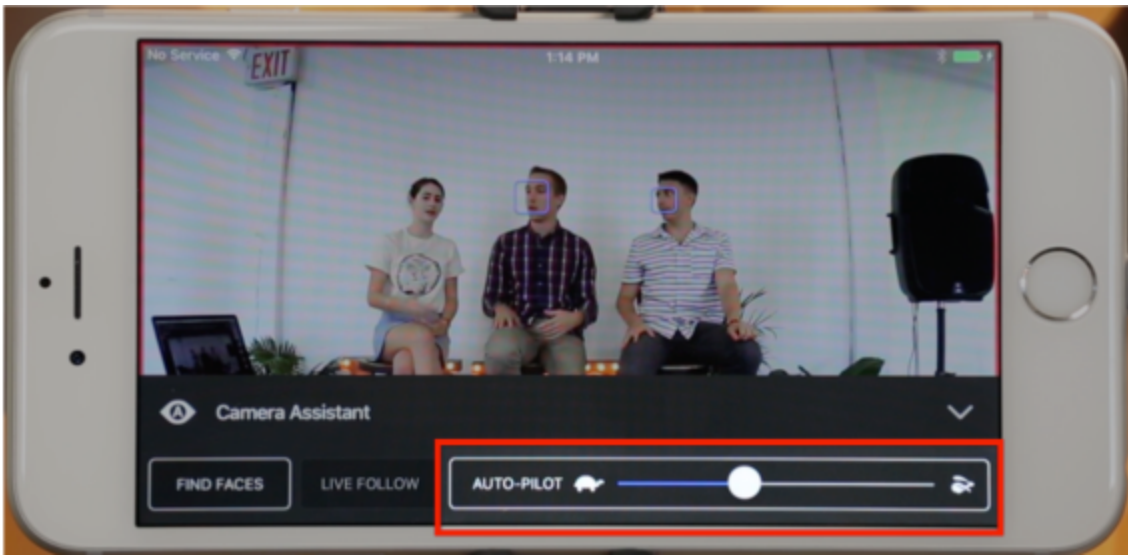 No Service 1:14 PM
EXIT
Camera Assistant
FIND FACES LIVE FOLLOW AUTO-PILOT